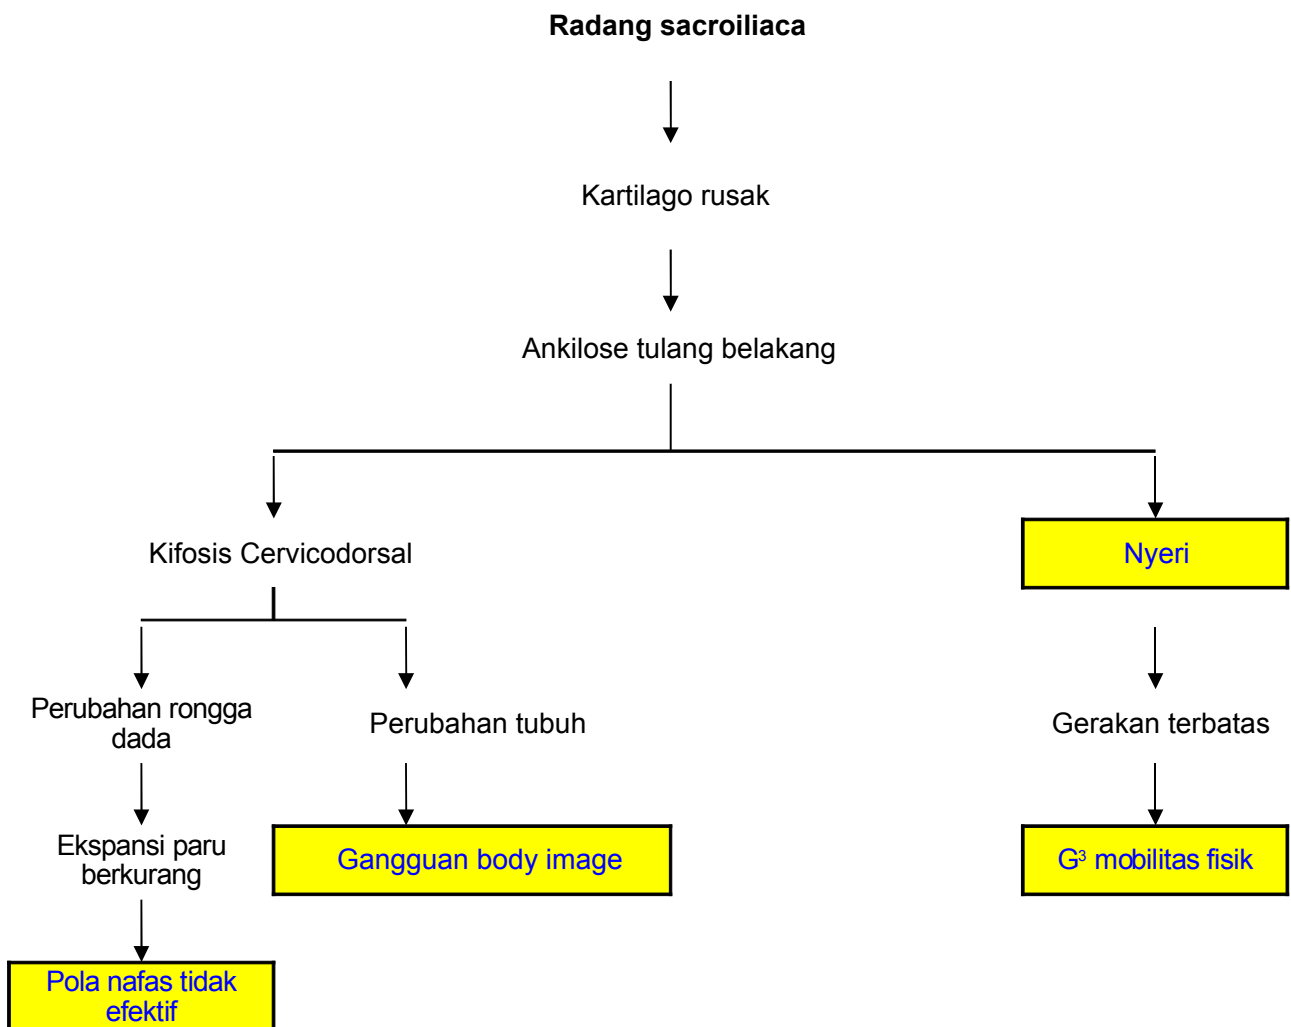 Radang sacroiliaca
Kartilago rusak
Ankilose tulang belakang
Kifosis Cervicodorsal
Nyeri
Perubahan rongga
dada
Perubahan tubuh
Gerakan terbatas
Ekspansi paru
berkurang
Gangguan body image
G³ mobilitas fisik
Pola nafas tidak
efektif